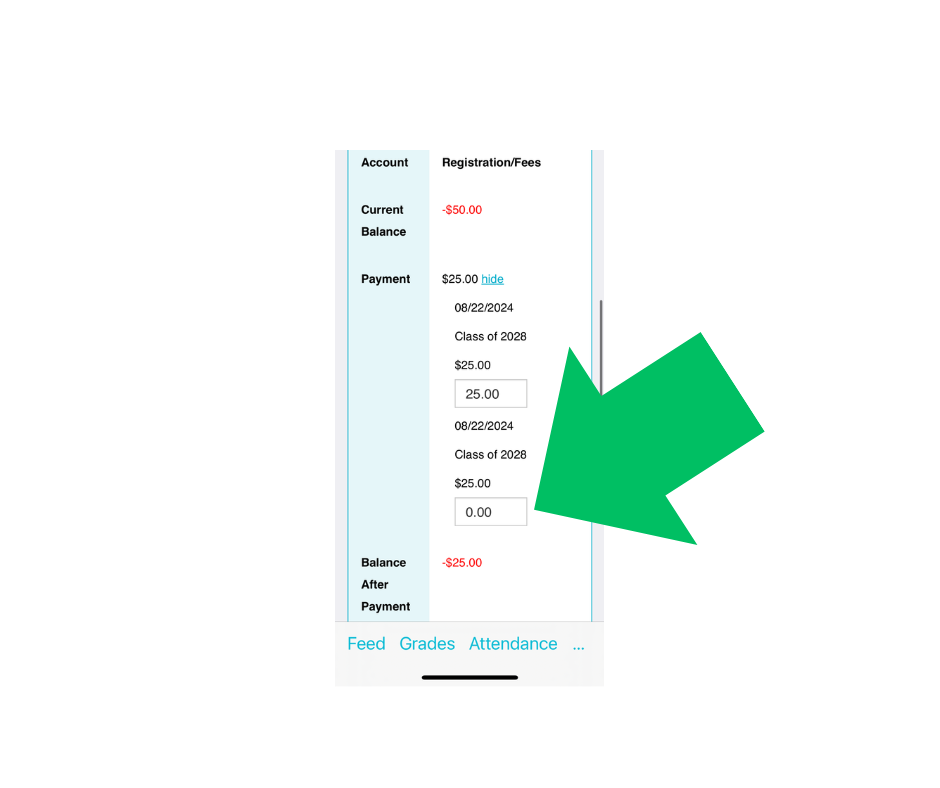 Account Registration/Fees
Current -$50.00
Balance
Payment $25.00 hide
08/22/2024
Class of 2028
$25.00
25.00
08/22/2024
Class of 2028
$25.00
0.00
Balance -$25.00
After
Payment
Feed Grades Attendance ...